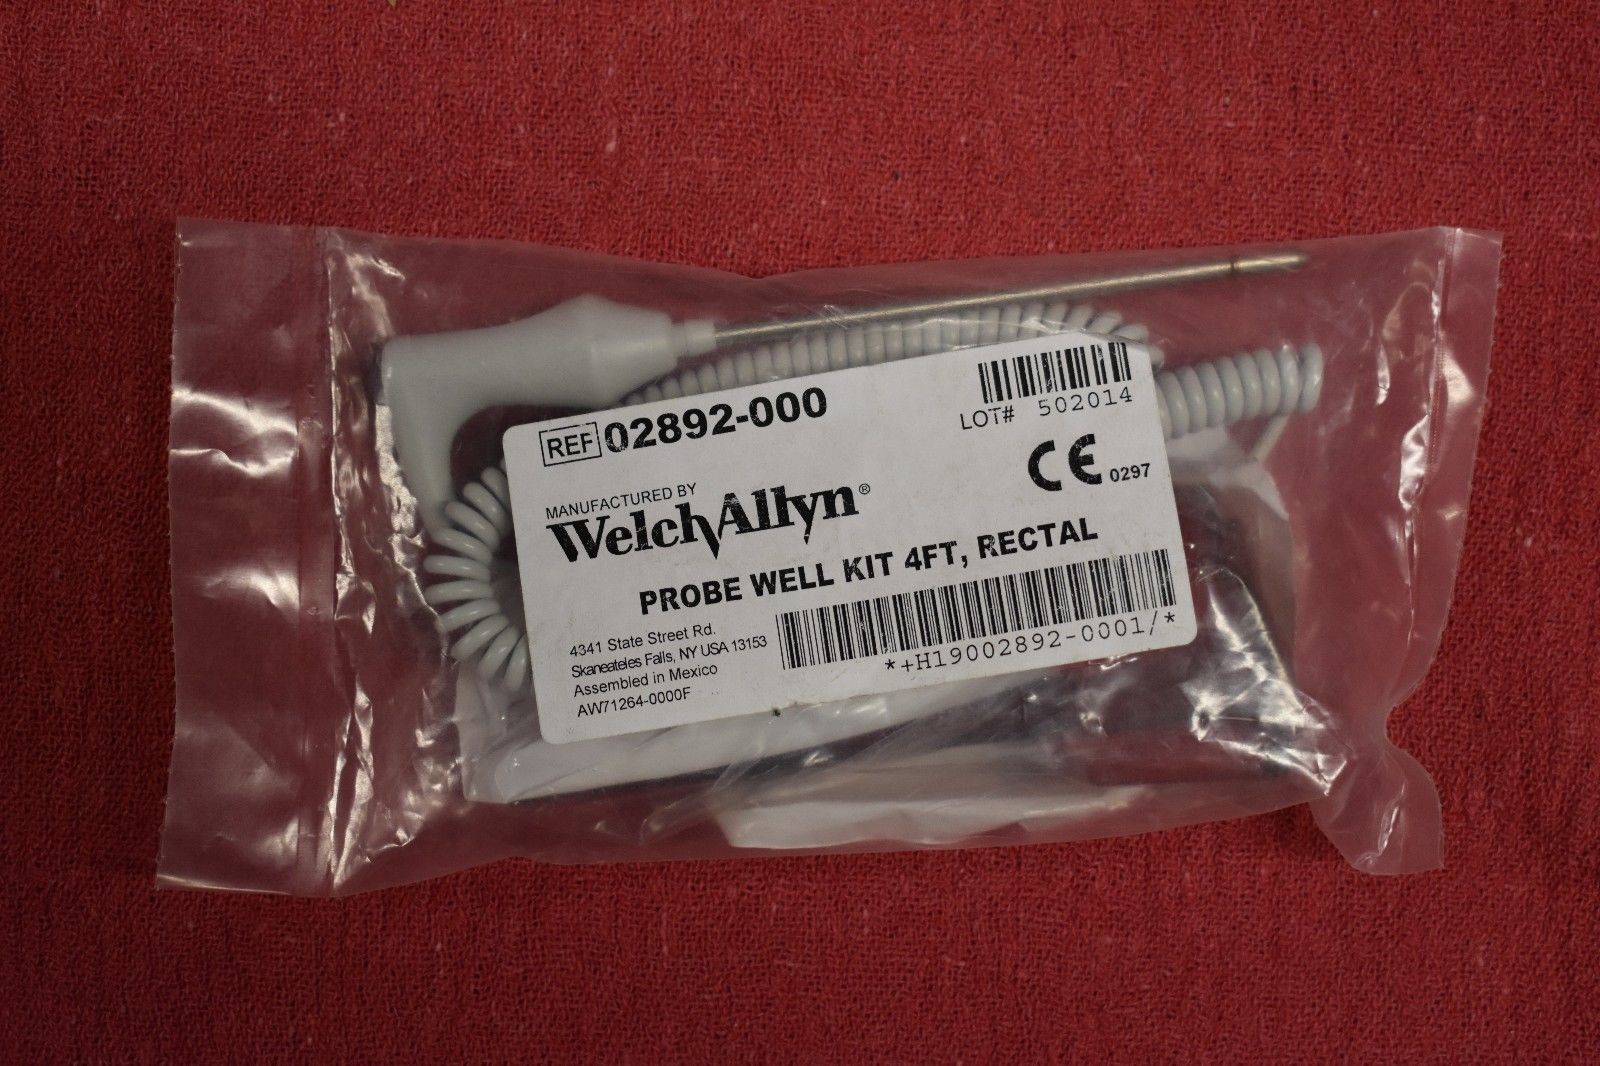 REF 02892-000
LOT# 502014
CE 0297
MANUFACTURED BY
WelchAllyn®
PROBE WELL KIT 4FT, RECTAL
4341 State Street Rd.
Skaneateles Falls, NY USA 13153
Assembled in Mexico
AW71264-0000F
*+H19002892-0001/*